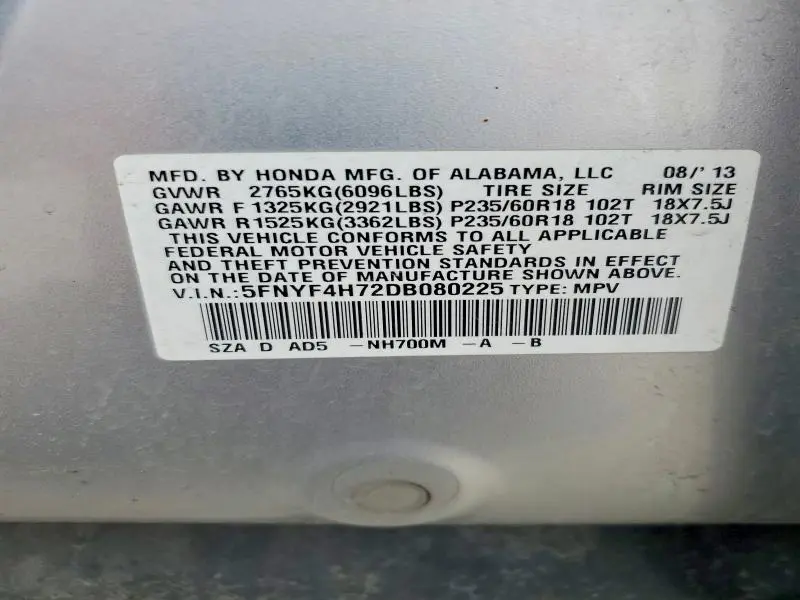 MFD. BY HONDA MFG. OF ALABAMA, LLC 08/'13
GVWR 2765KG(6096LBS) TIRE SIZE RIM SIZE
GAWR F 1325KG(2921LBS) P235/60R18 102T 18X7.5J
GAWR R1525KG(3362LBS) P235/60R18 102T 18X7.5J
THIS VEHICLE CONFORMS TO ALL APPLICABLE
FEDERAL MOTOR VEHICLE SAFETY
AND THEFT PREVENTION STANDARDS IN EFFECT
ON THE DATE OF MANUFACTURE SHOWN ABOVE.
V.I.N.:5FNYF4H72DB080225 TYPE: MPV
SZA D AD5 -NH700M -A -B